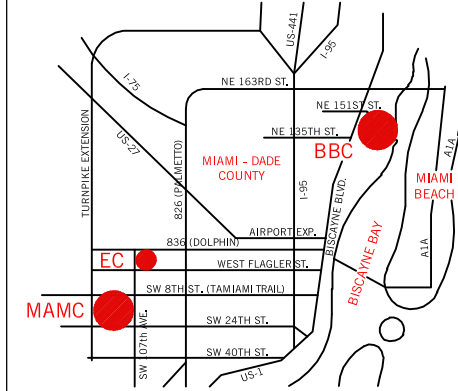 US-441
I-95
I-75
NE 163RD ST.
US-27
NE 151ST ST.
NE 135TH ST.
BBC
TURNPIKE EXTENSION
826 (PALMETTO)
MIAMI - DADE
COUNTY
I-95
BISCAYNE BLVD.
A1A
MIAMI
BEACH
AIRPORT EXP.
836 (DOLPHIN)
EC
WEST FLAGLER ST.
BISCAYNE BAY
A1A
SW 8TH ST. (TAMIAMI TRAIL)
MAMC
SW 107th AVE.
SW 24TH ST.
SW 40TH ST.
US-1